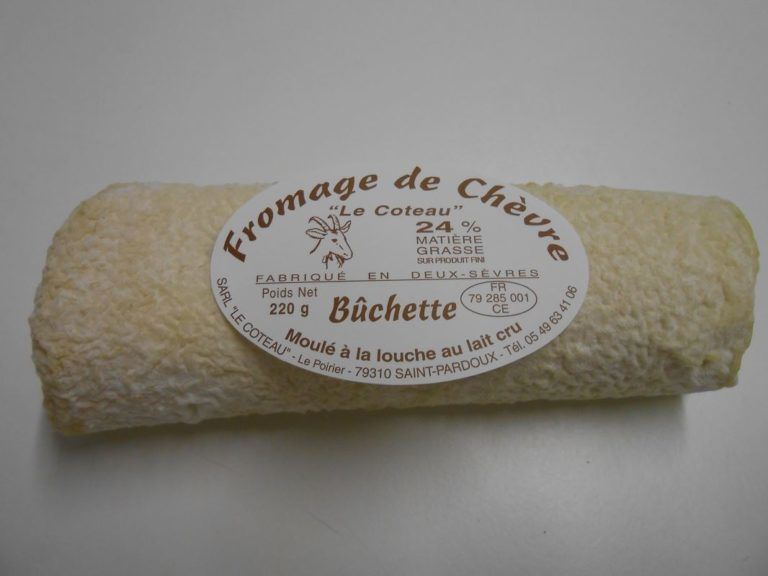 Fromage de Chèvre
"Le Coteau"
24 %
MATIÈRE
GRASSE
SUR PRODUIT FINI
FABRIQUÉ EN DEUX-SÈVRES
Poids Net
220 g
Bûchette
FR
79 285 001
CE
Moulé à la louche au lait cru
SARL "LE COTEAU" - Le Poirier - 79310 SAINT-PARDOUX - Tél. 05 49 63 41 06